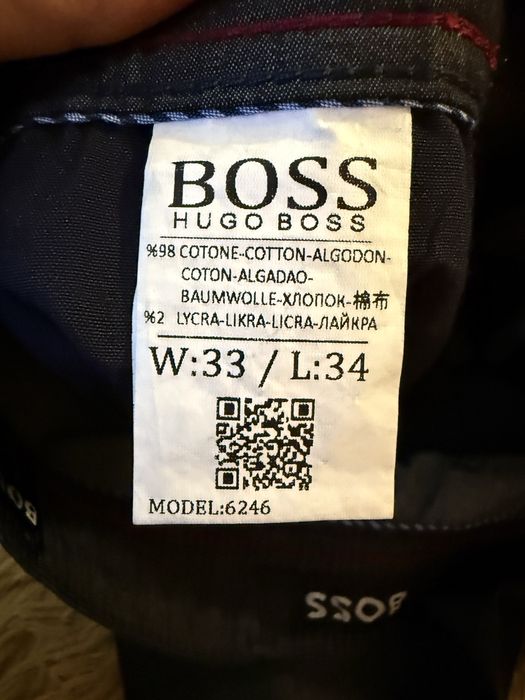 BOSS
HUGO BOSS
%98 COTONE-COTTON-ALGODON-
COTON-ALGADAO-
BAUMWOLLE-ХЛОПОК-棉布
%2 LYCRA-LIKRA-LICRA-ЛАЙКРА
W:33 / L:34
MODEL:6246
BOSS